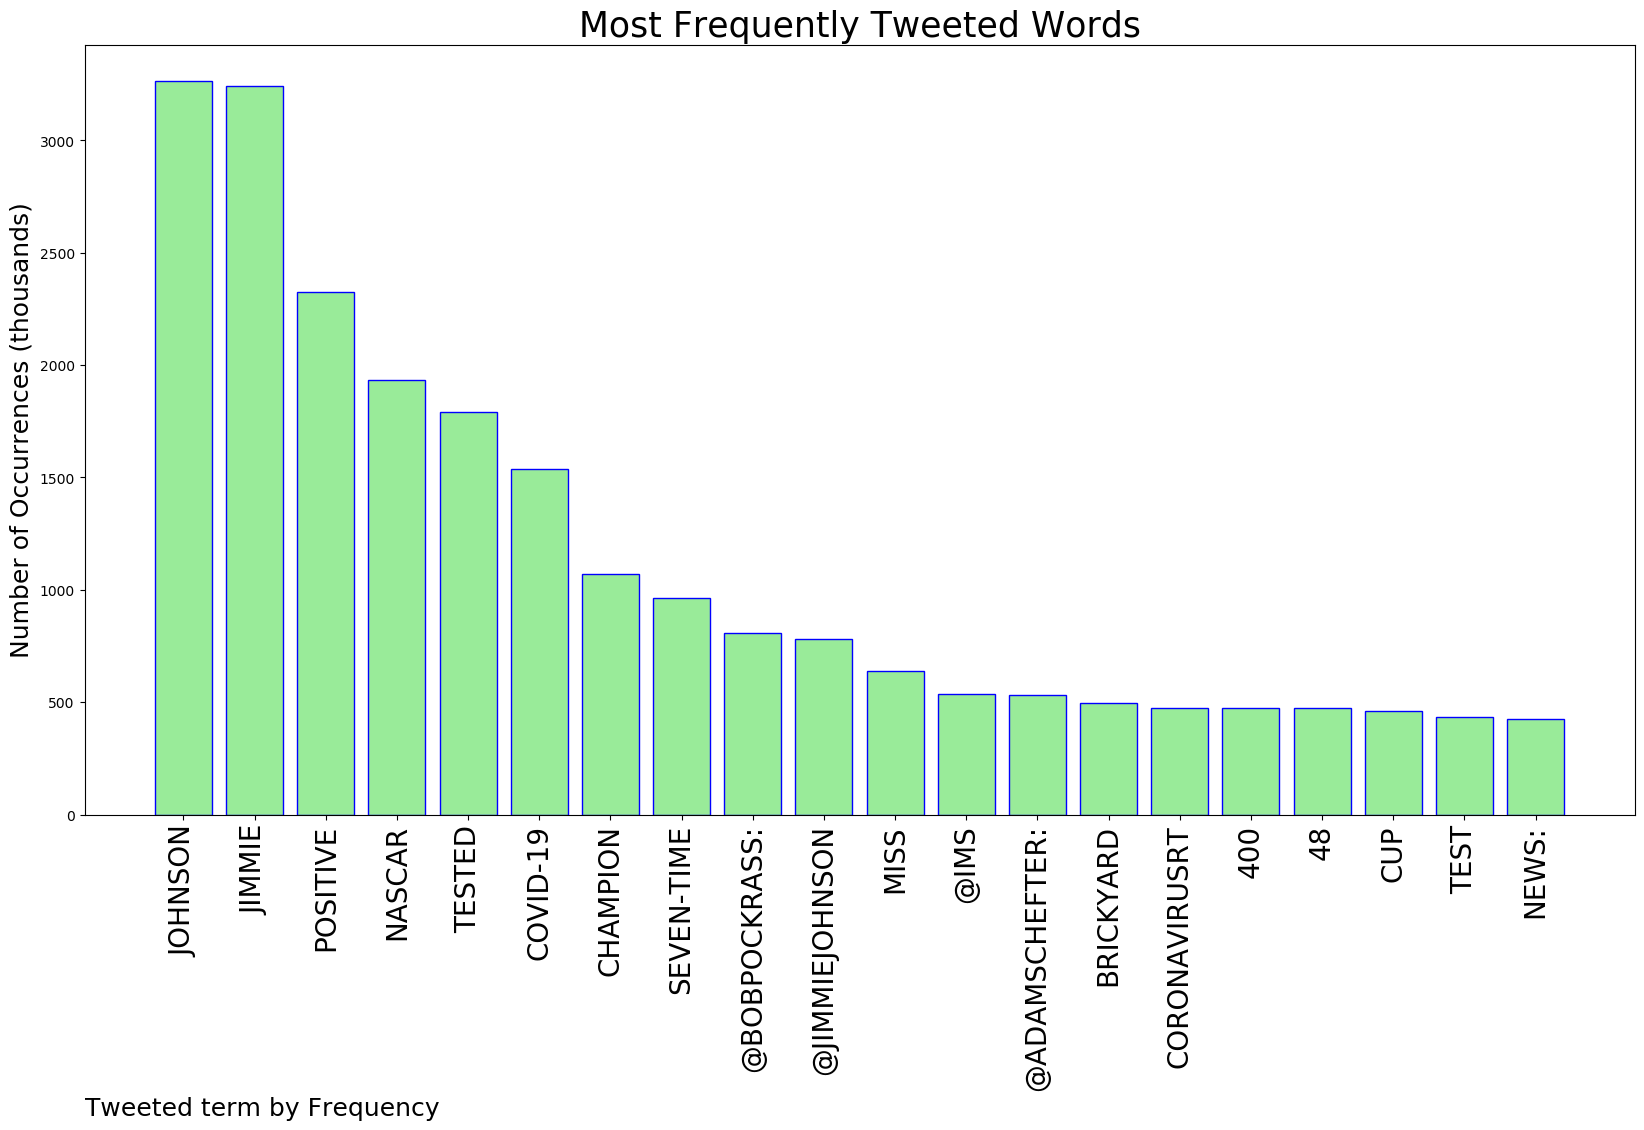 Most Frequently Tweeted Words
Number of Occurrences (thousands)
3000
2500
2000
1500
1000
500
0
JOHNSON
JIMMIE
POSITIVE
NASCAR
TESTED
COVID-19
CHAMPION
SEVEN-TIME
@BOBPOCKRASS:
@JIMMIEJOHNSON
MISS
@IMS
@ADAMSCHEFTER:
BRICKYARD
CORONAVIRUSRT
400
48
CUP
TEST
NEWS:
Tweeted term by Frequency